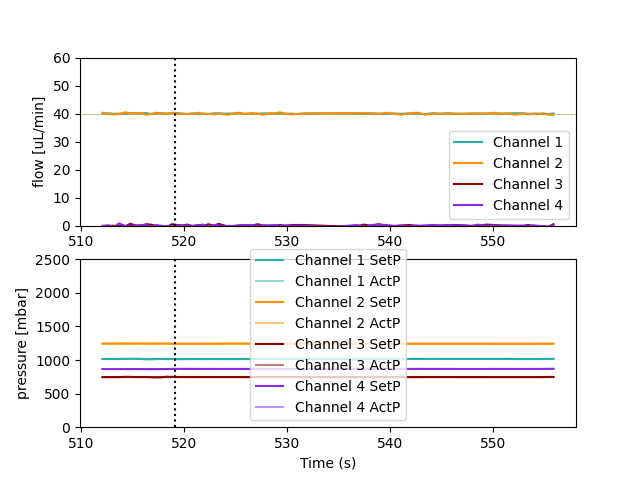 60
50
40
30
20
10
0
flow [uL/min]
Channel 1
Channel 2
Channel 3
Channel 4
510 520 530 540 550
2500
2000
1500
1000
500
0
pressure [mbar]
Channel 1 SetP
Channel 1 ActP
Channel 2 SetP
Channel 2 ActP
Channel 3 SetP
Channel 3 ActP
Channel 4 SetP
Channel 4 ActP
510 520 530 540 550
Time (s)